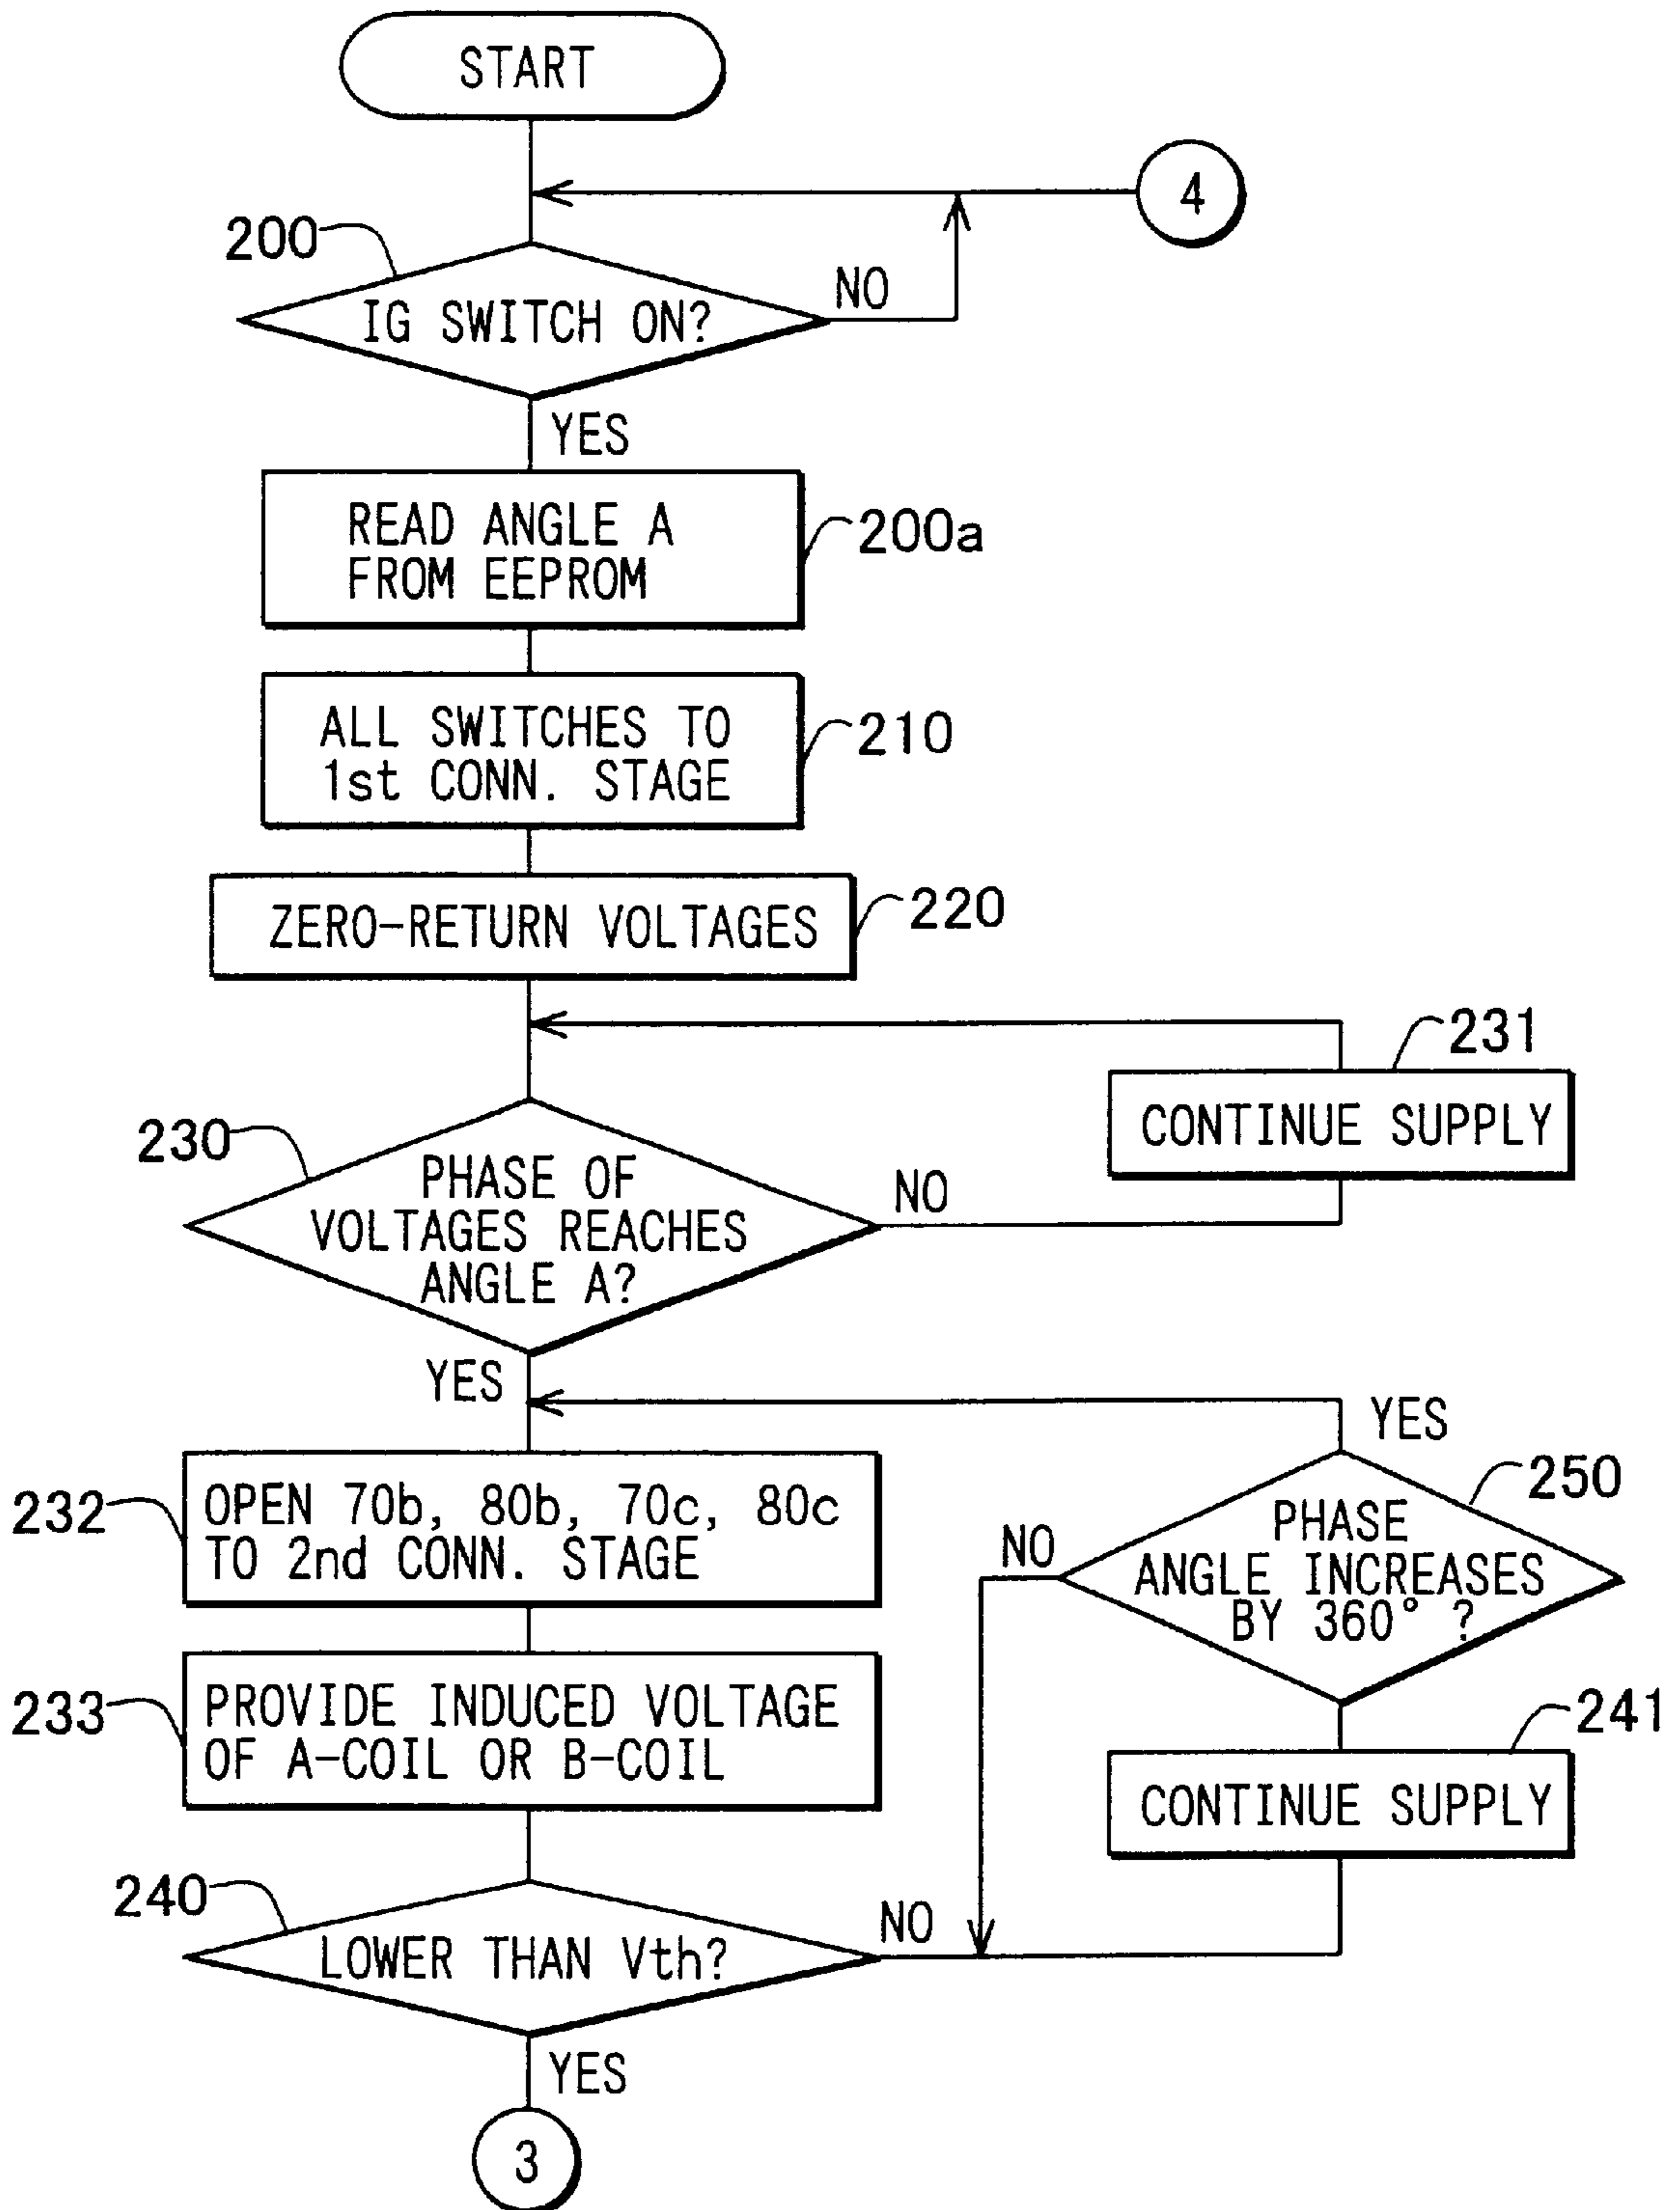 START
4
200
IG SWITCH ON?
NO
YES
READ ANGLE A
FROM EEPROM
200a
ALL SWITCHES TO
1st CONN. STAGE
210
ZERO-RETURN VOLTAGES
220
231
CONTINUE SUPPLY
230
PHASE OF
VOLTAGES REACHES
ANGLE A?
NO
YES
YES
232
OPEN 70b, 80b, 70c, 80c
TO 2nd CONN. STAGE
250
PHASE
ANGLE INCREASES
BY 360° ?
NO
233
PROVIDE INDUCED VOLTAGE
OF A-COIL OR B-COIL
241
CONTINUE SUPPLY
240
LOWER THAN Vth?
NO
YES
3